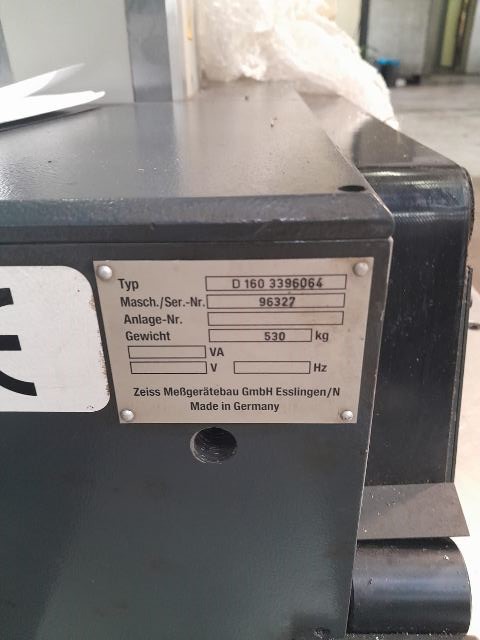 Typ D 160 3396064
Masch./Ser.-Nr. 96327
Anlage-Nr.
Gewicht 530 kg
VA
V Hz
Zeiss Meßgerätebau GmbH Esslingen/N
Made in Germany